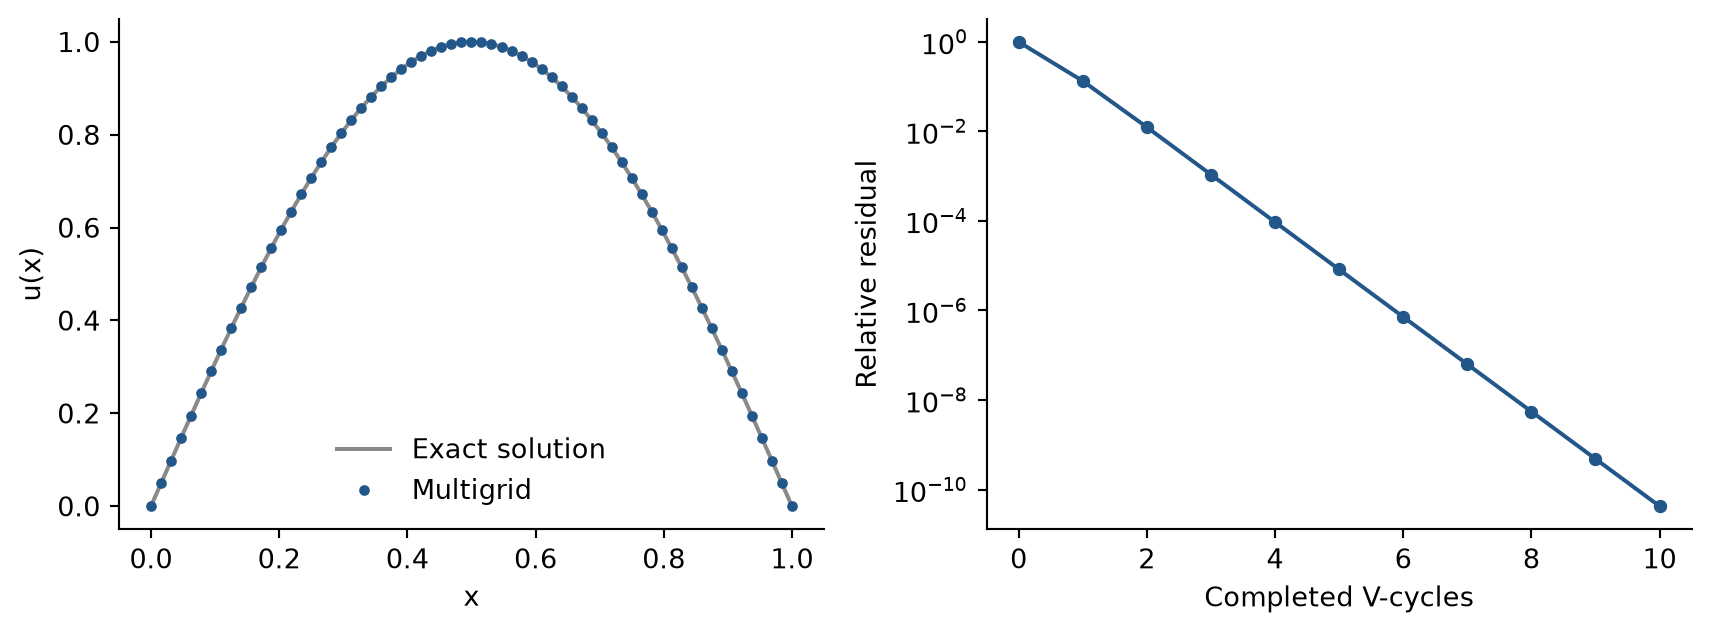 1.0
0.8
0.6
0.4
0.2
0.0
u(x)
Exact solution
Multigrid
0.0 0.2 0.4 0.6 0.8 1.0
x
10⁰
10⁻²
10⁻⁴
10⁻⁶
10⁻⁸
10⁻¹⁰
Relative residual
0 2 4 6 8 10
Completed V-cycles